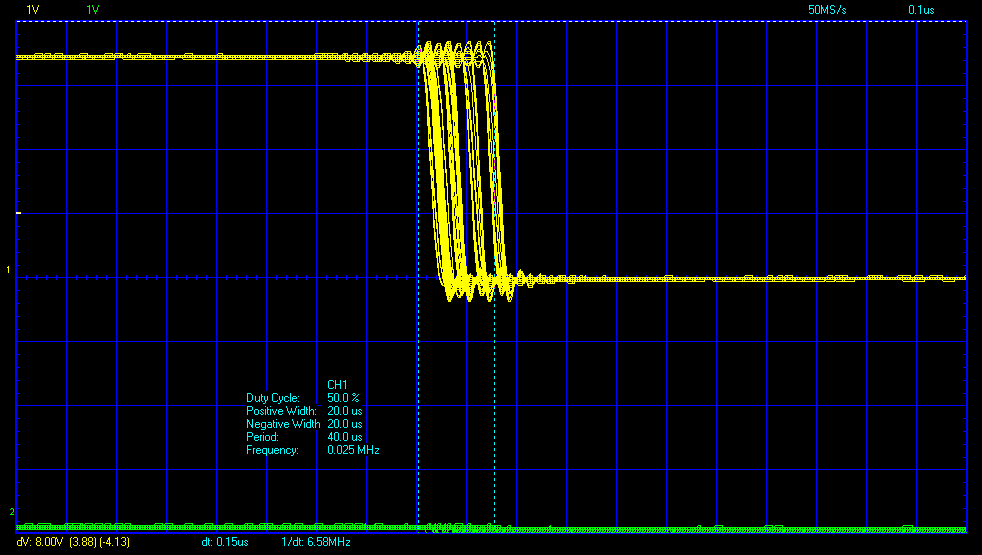 1V 1V 50MS/s 0.1us
1
CH1
Duty Cycle: 50.0 %
Positive Width: 20.0 us
Negative Width 20.0 us
Period: 40.0 us
Frequency: 0.025 MHz
2
dV: 8.00V (3.88) (-4.13) dt: 0.15us 1/dt: 6.58MHz